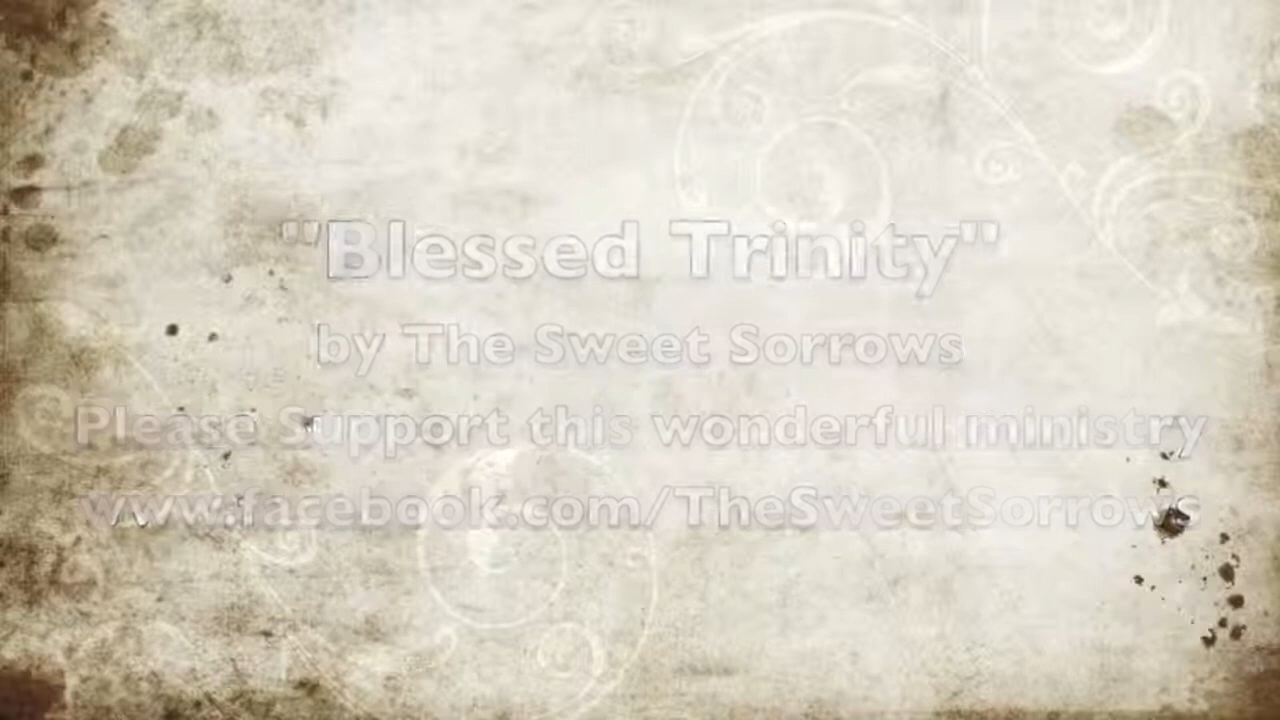 "Blessed Trinity"
by The Sweet Sorrows
Please Support this wonderful ministry
www.facebook.com/TheSweetSorrows